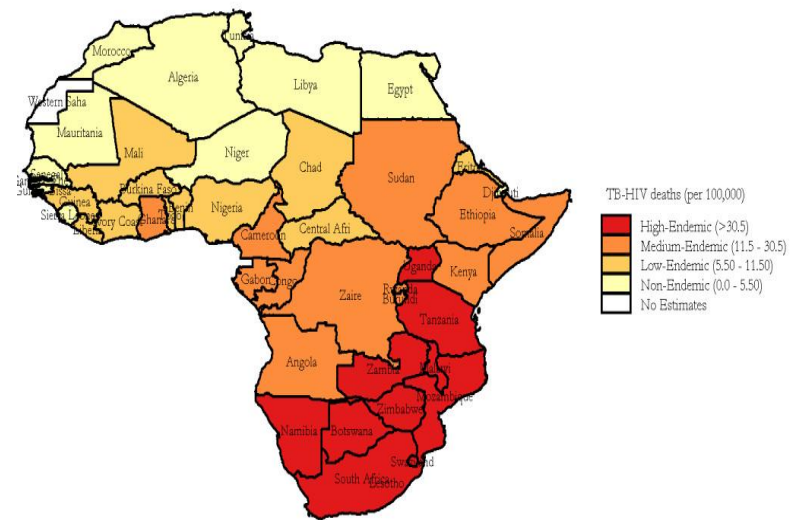 Tunisia
Morocco
Algeria
Libya
Egypt
Western Saha
Mauritania
Mali
Niger
Chad
Sudan
Senegal
Burkina Faso
Guinea
Benin
Nigeria
Sierra Leone
Ivory Coast
Ghana
Togo
Liberia
Central Afri
Cameroon
Djibouti
Ethiopia
Somalia
Uganda
Kenya
Gabon
Congo
Zaire
Rwanda
Burundi
Tanzania
Angola
Zambia
Malawi
Mozambique
Zimbabwe
Namibia
Botswana
Swaziland
South Africa
Lesotho
TB-HIV deaths (per 100,000)
High-Endemic (>30.5)
Medium-Endemic (11.5 - 30.5)
Low-Endemic (5.50 - 11.50)
Non-Endemic (0.0 - 5.50)
No Estimates